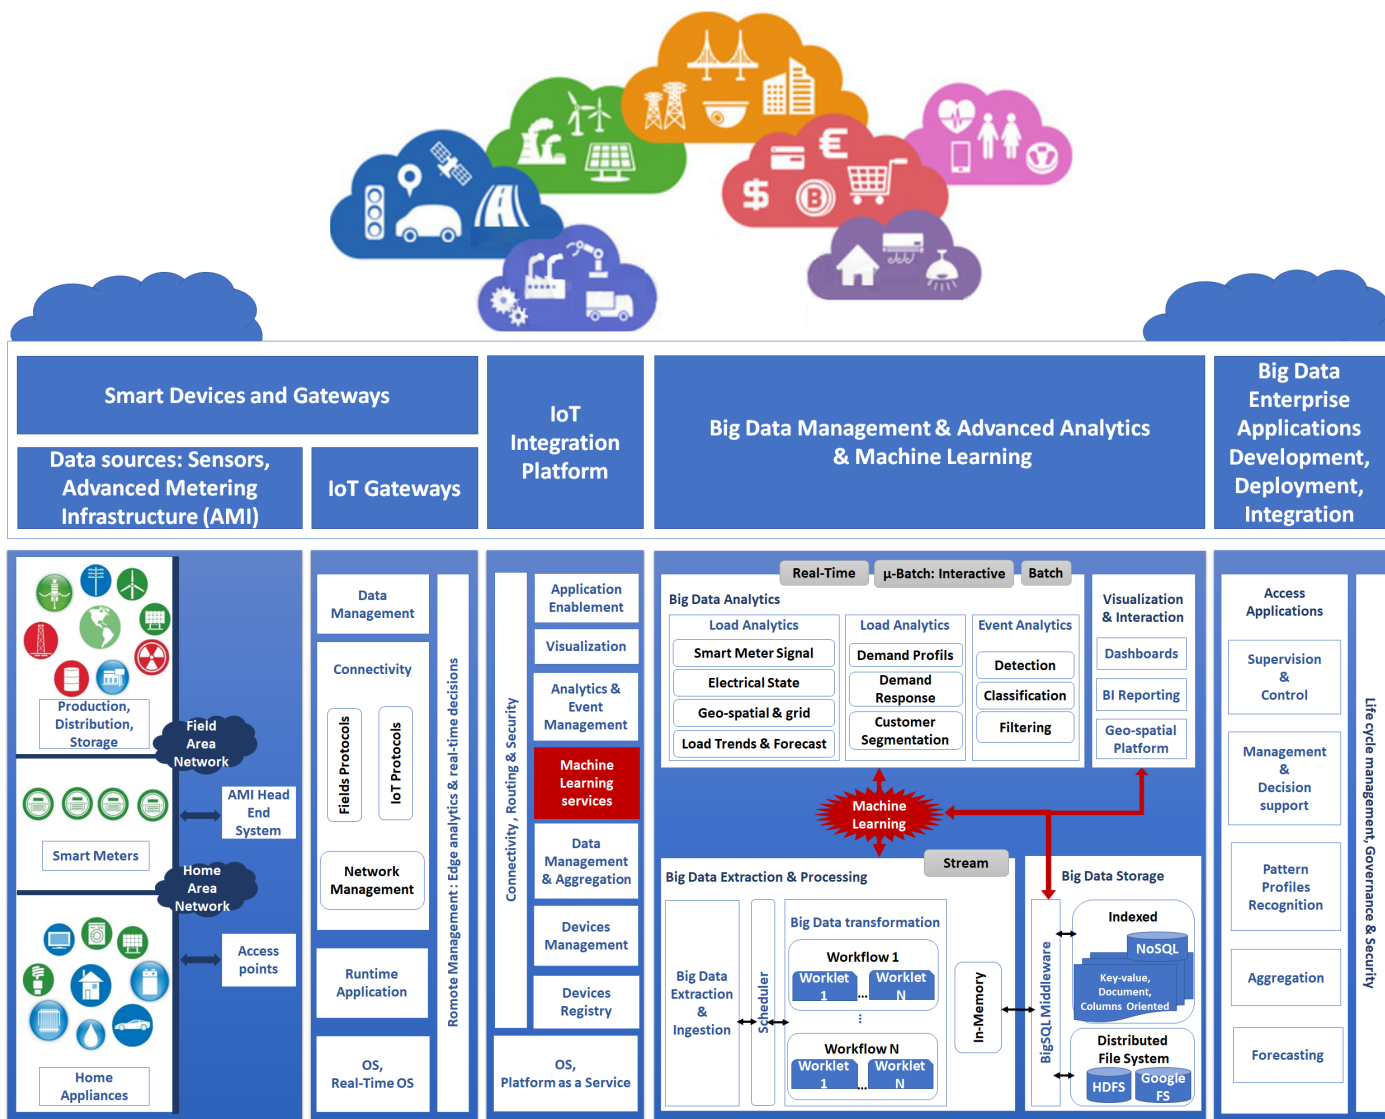 Smart Devices and Gateways
Data sources: Sensors,
Advanced Metering
Infrastructure (AMI)
IoT Gateways
IoT
Integration
Platform
Big Data Management & Advanced Analytics
& Machine Learning
Big Data
Enterprise
Applications
Development,
Deployment,
Integration
Production,
Distribution,
Storage
Field
Area
Network
AMI Head
End
System
Smart Meters
Home
Area
Network
Access
points
Home
Appliances
Data
Management
Connectivity
Fields Protocols
IoT Protocols
Network
Management
Runtime
Application
OS,
Real-Time OS
Romote Management : Edge analytics & real-time decisions
Connectivity , Routing & Security
Application
Enablement
Visualization
Analytics &
Event
Management
Machine
Learning
services
Data
Management
& Aggregation
Devices
Management
Devices
Registry
OS,
Platform as a Service
Real-Time
µ-Batch: Interactive
Batch
Big Data Analytics
Load Analytics
Smart Meter Signal
Electrical State
Geo-spatial & grid
Load Trends & Forecast
Load Analytics
Demand Profils
Demand
Response
Customer
Segmentation
Event Analytics
Detection
Classification
Filtering
Visualization
& Interaction
Dashboards
BI Reporting
Geo-spatial
Platform
Machine
Learning
Stream
Big Data Extraction & Processing
Big Data
Extraction
&
Ingestion
Scheduler
Big Data transformation
Workflow 1
Worklet
1
...
Worklet
N
...
Workflow N
Worklet
1
...
Worklet
N
In-Memory
Big Data Storage
BigSQL Middleware
Indexed
NoSQL
Key-value,
Document,
Columns Oriented
Distributed
File System
HDFS
Google
FS
Access
Applications
Supervision
&
Control
Management
&
Decision
support
Pattern
Profiles
Recognition
Aggregation
Forecasting
Life cycle management, Governance & Security